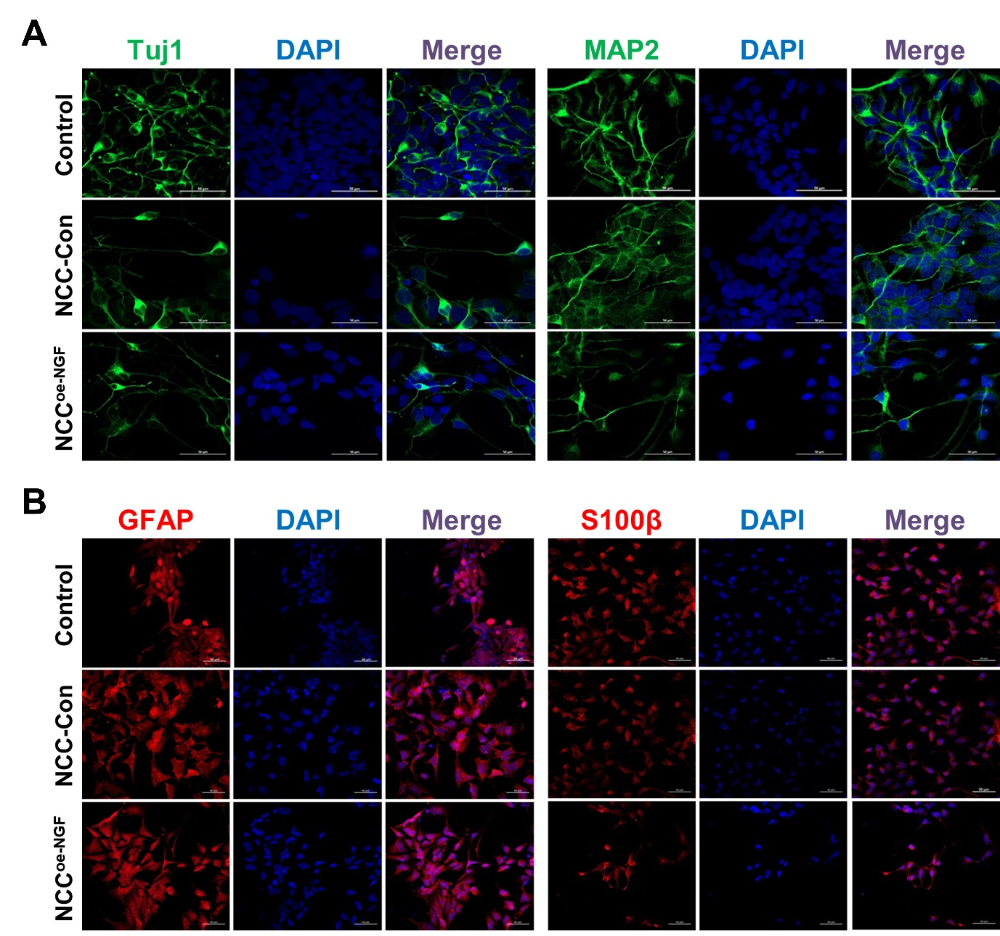 A
Tuj1 DAPI Merge MAP2 DAPI Merge
Control
NCC-Con
NCCoe-NGF
B
GFAP DAPI Merge S100β DAPI Merge
Control
NCC-Con
NCCoe-NGF